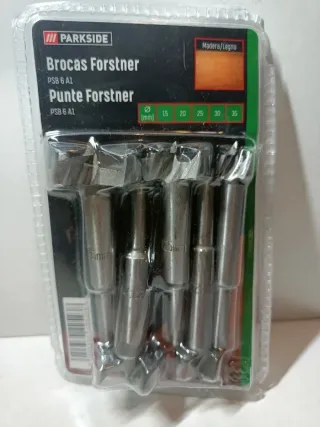 /// PARKSIDE
Madera/Legno
Brocas Forstner
PSB 6 A1
Punte Forstner
PSB 6 A1
Ø (mm) 15 20 25 30 35